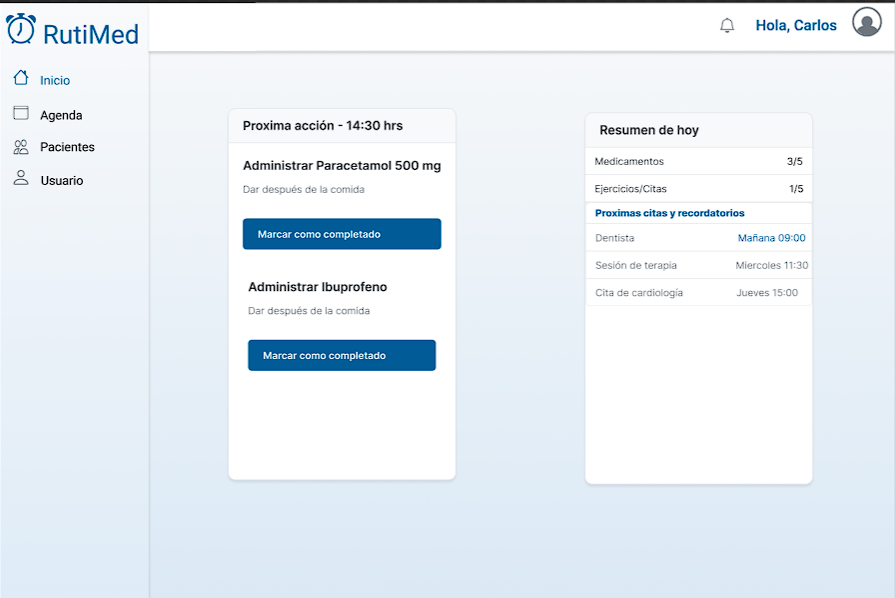 RutiMed
Hola, Carlos
Inicio
Agenda
Pacientes
Usuario
Proxima acción - 14:30 hrs
Administrar Paracetamol 500 mg
Dar después de la comida
Marcar como completado
Administrar Ibuprofeno
Dar después de la comida
Marcar como completado
Resumen de hoy
Medicamentos 3/5
Ejercicios/Citas 1/5
Proximas citas y recordatorios
Dentista Mañana 09:00
Sesión de terapia Miercoles 11:30
Cita de cardiología Jueves 15:00